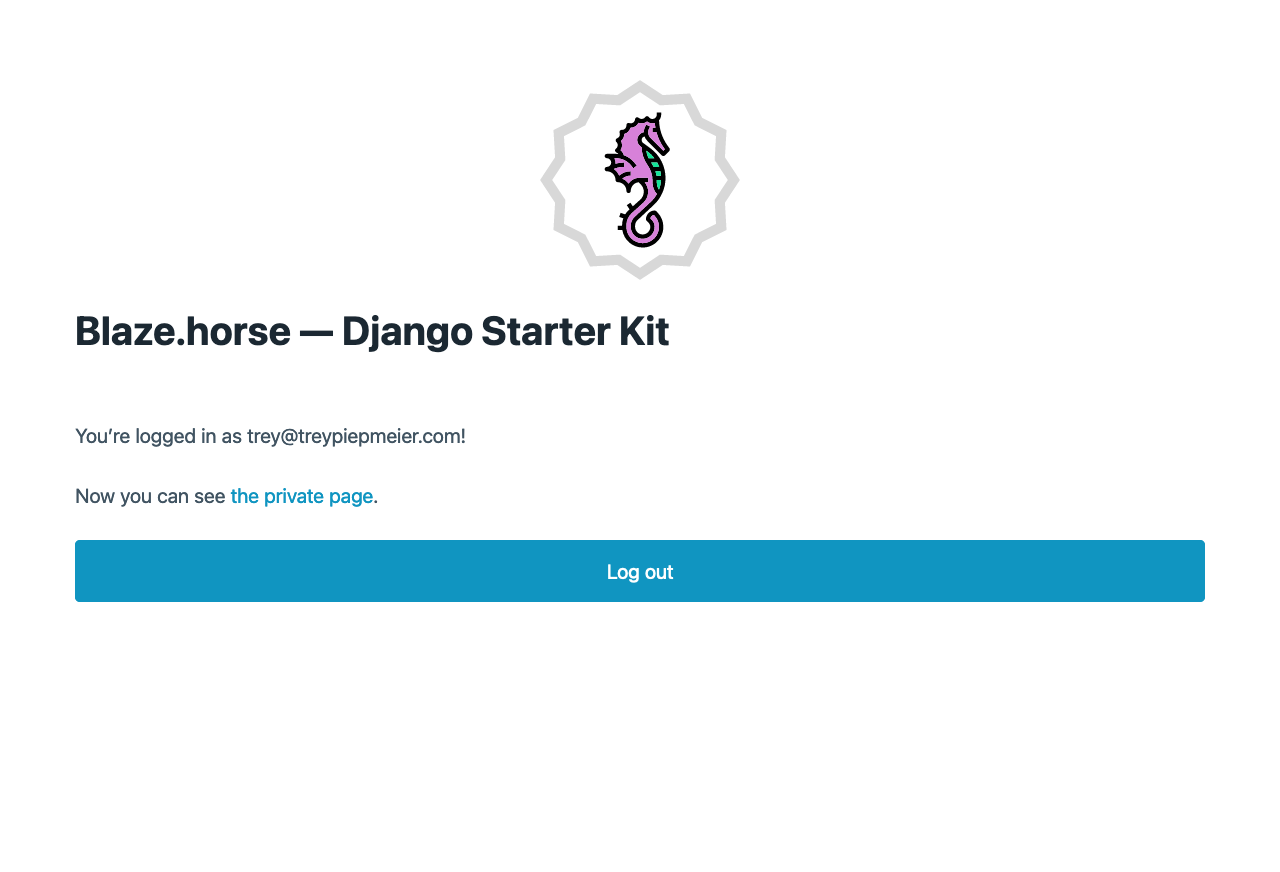 Blaze.horse — Django Starter Kit
You’re logged in as trey@treypiepmeier.com!
Now you can see the private page.
Log out